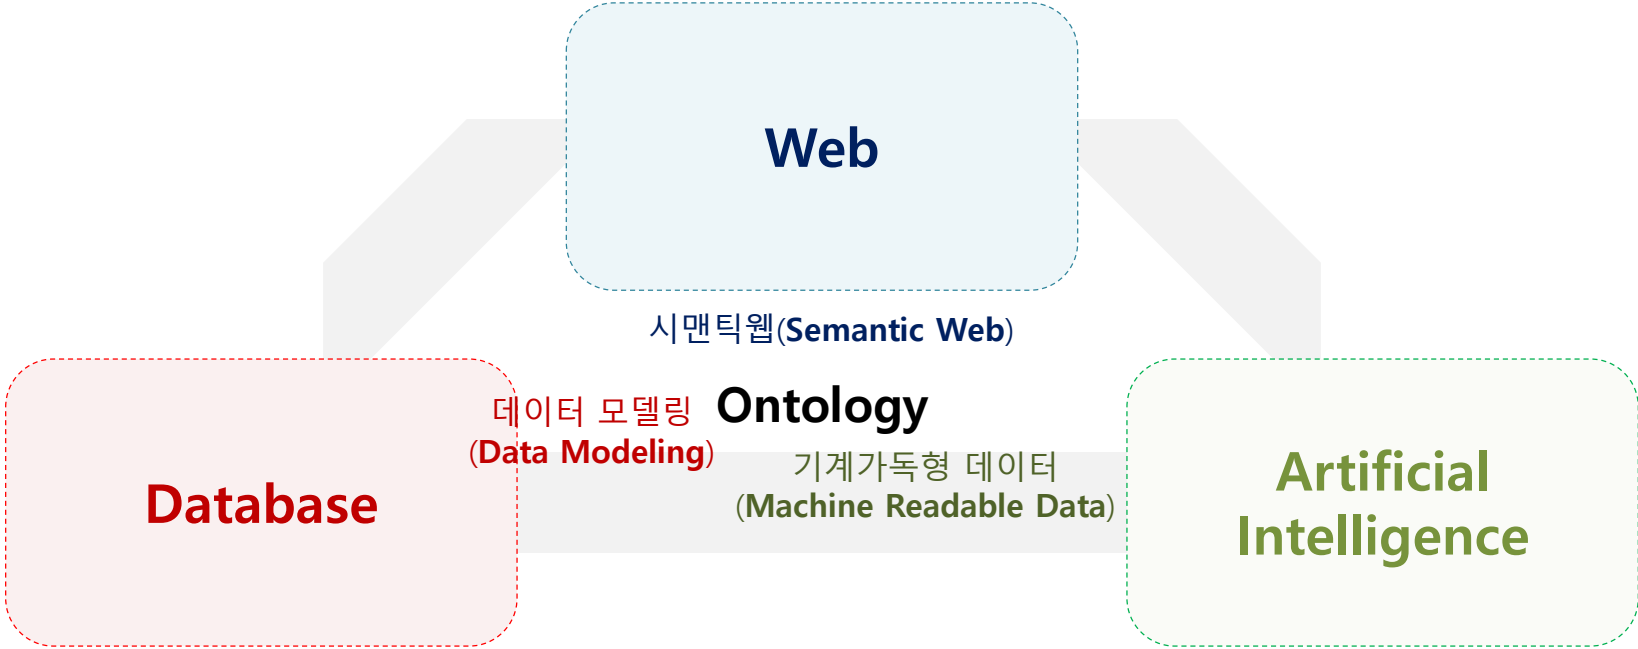 Web
시맨틱웹(Semantic Web)
데이터 모델링
(Data Modeling)
Ontology
기계가독형 데이터
(Machine Readable Data)
Database
Artificial
Intelligence